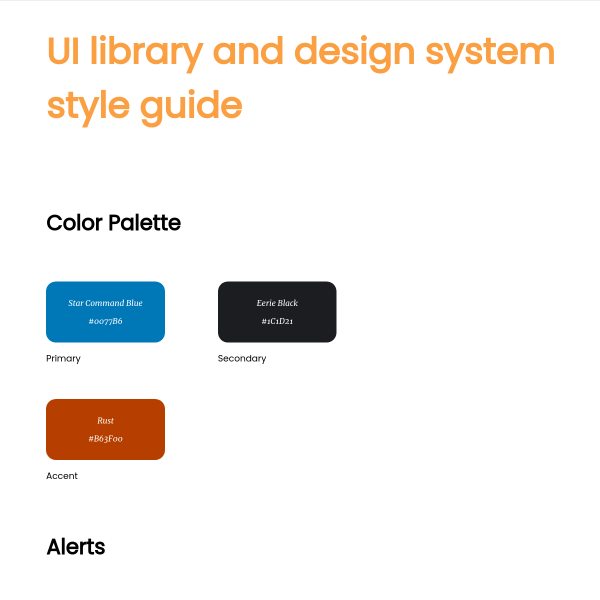 UI library and design system
style guide
Color Palette
Star Command Blue
#0077B6
Primary
Eerie Black
#1C1D21
Secondary
Rust
#B63F00
Accent
Alerts